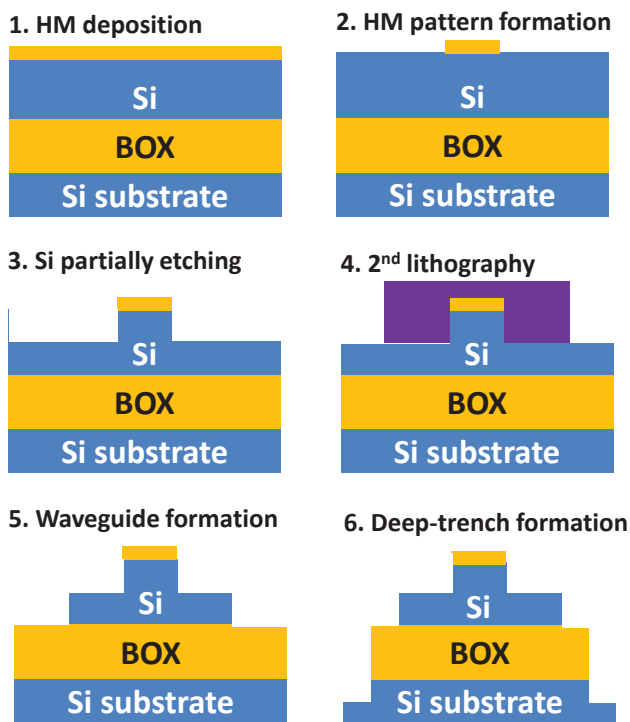 1. HM deposition
Si
BOX
Si substrate
2. HM pattern formation
Si
BOX
Si substrate
3. Si partially etching
Si
BOX
Si substrate
4. 2nd lithography
Si
BOX
Si substrate
5. Waveguide formation
Si
BOX
Si substrate
6. Deep-trench formation
Si
BOX
Si substrate